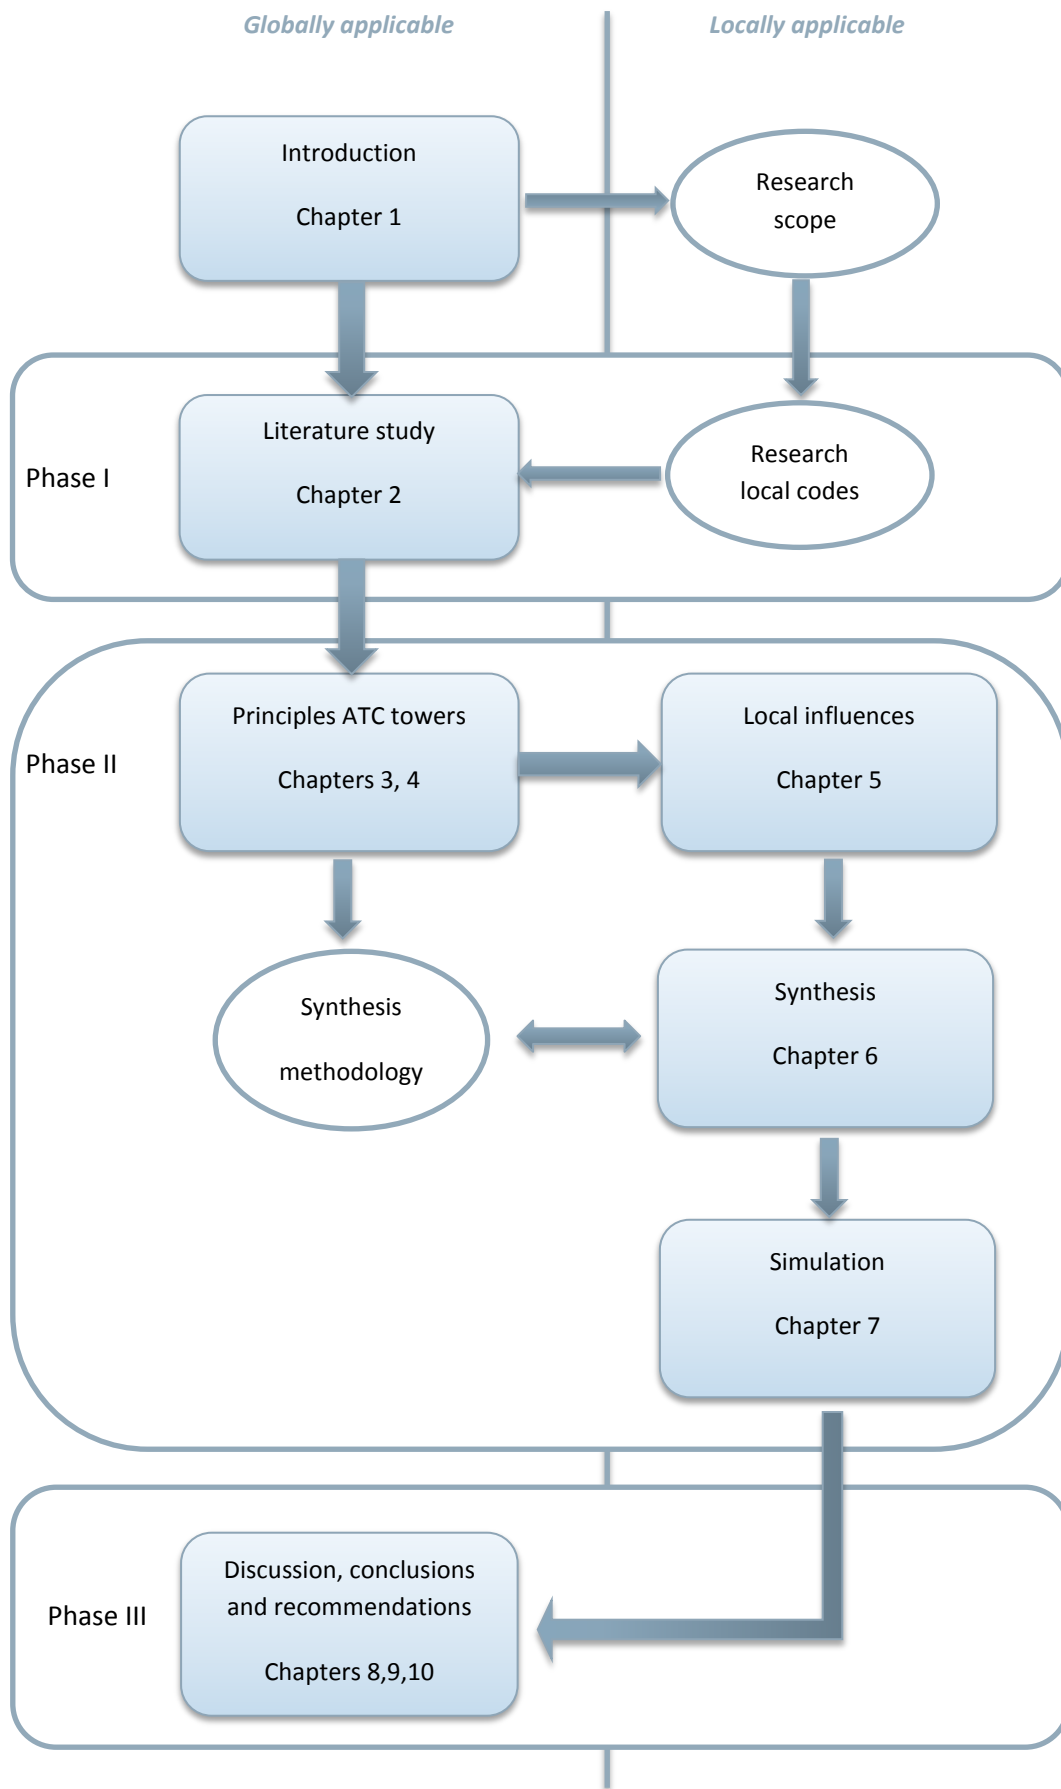 Globally applicable
Locally applicable
Introduction
Chapter 1
Research
scope
Phase I
Literature study
Chapter 2
Research
local codes
Phase II
Principles ATC towers
Chapters 3, 4
Local influences
Chapter 5
Synthesis
methodology
Synthesis
Chapter 6
Simulation
Chapter 7
Phase III
Discussion, conclusions
and recommendations
Chapters 8,9,10